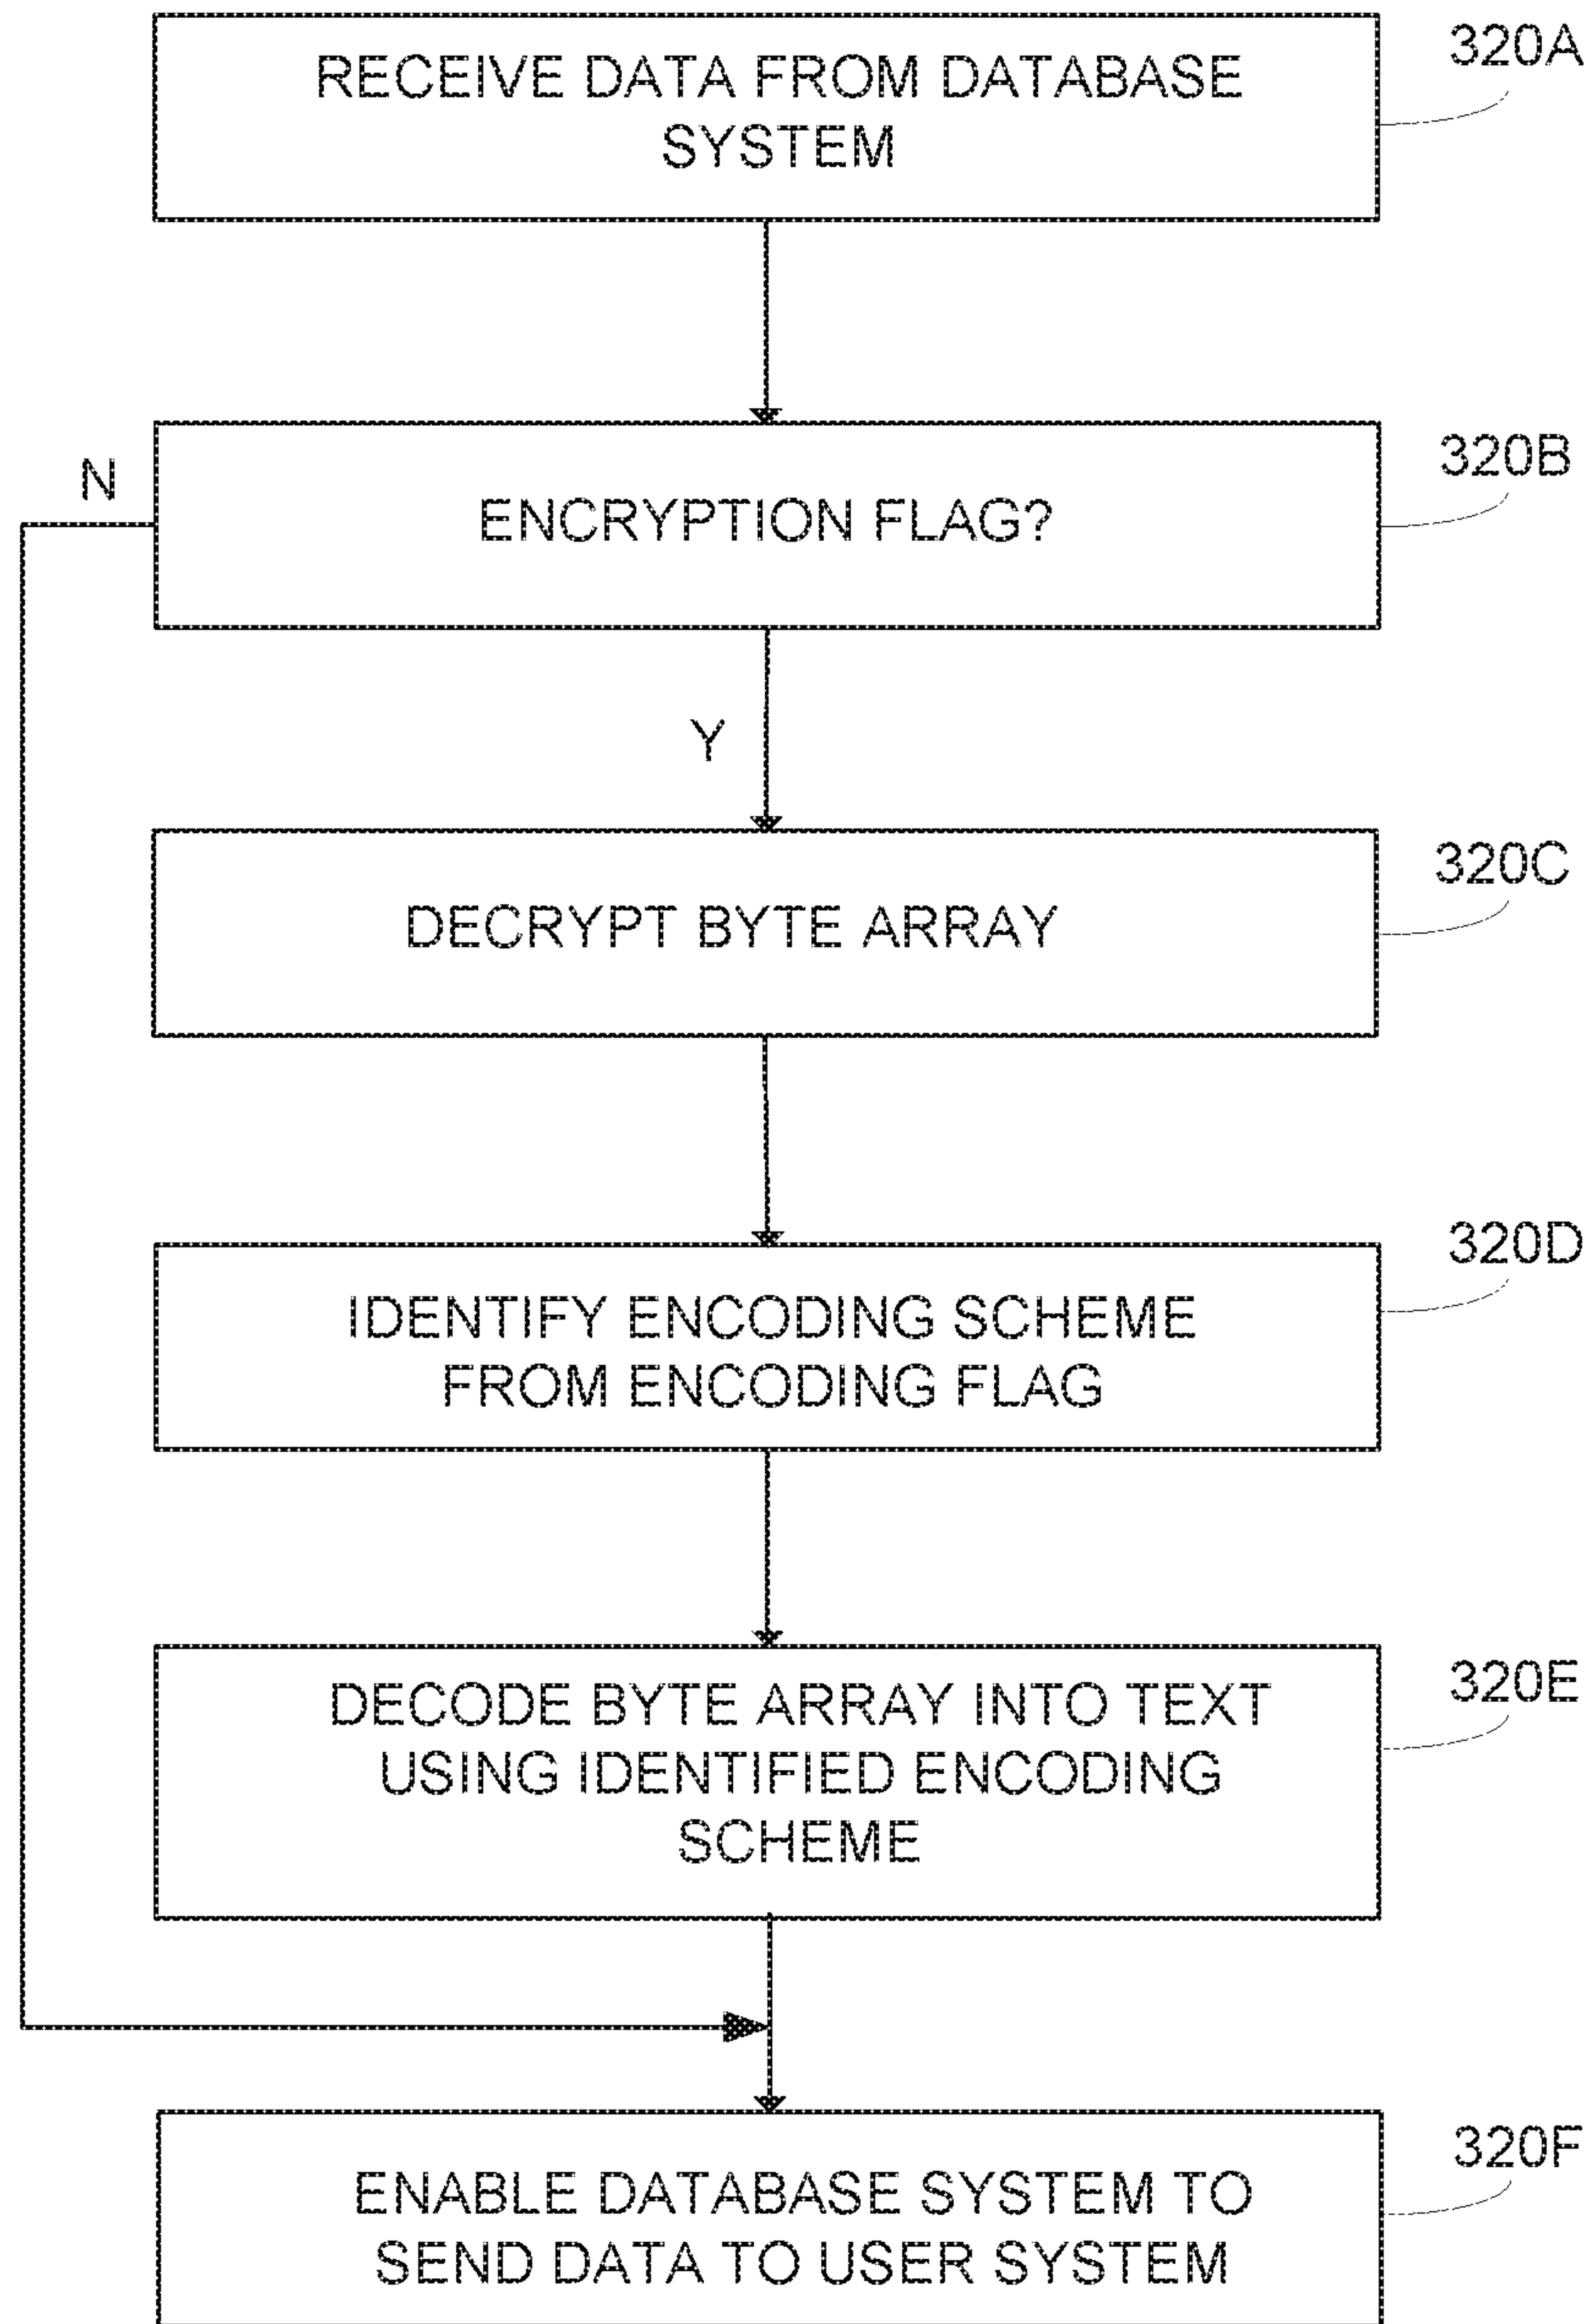 RECEIVE DATA FROM DATABASE
SYSTEM
320A
N
ENCRYPTION FLAG?
320B
Y
DECRYPT BYTE ARRAY
320C
IDENTIFY ENCODING SCHEME
FROM ENCODING FLAG
320D
DECODE BYTE ARRAY INTO TEXT
USING IDENTIFIED ENCODING
SCHEME
320E
ENABLE DATABASE SYSTEM TO
SEND DATA TO USER SYSTEM
320F